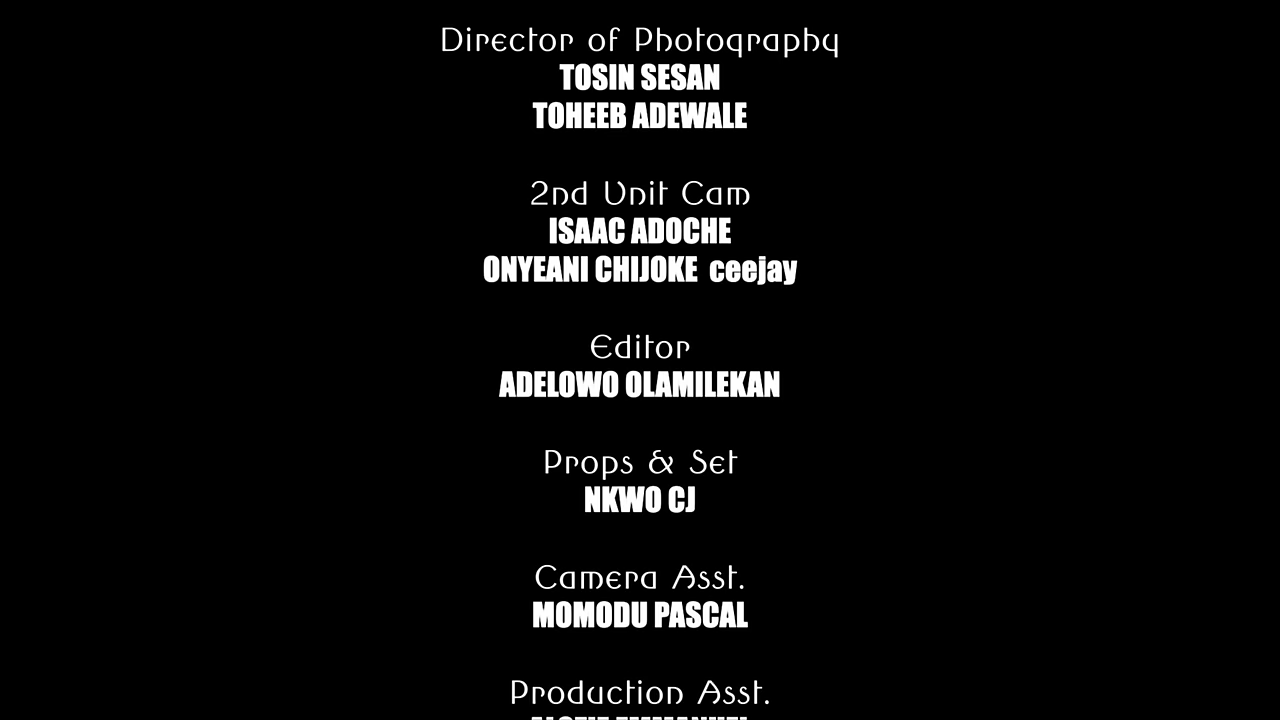 Director of Photography
TOSIN SESAN
TOHEEB ADEWALE
2nd Unit Cam
ISAAC ADOCHE
ONYEANI CHIJOKE ceejay
Editor
ADELOWO OLAMILEKAN
Props & Set
NKWO CJ
Camera Asst.
MOMODU PASCAL
Production Asst.